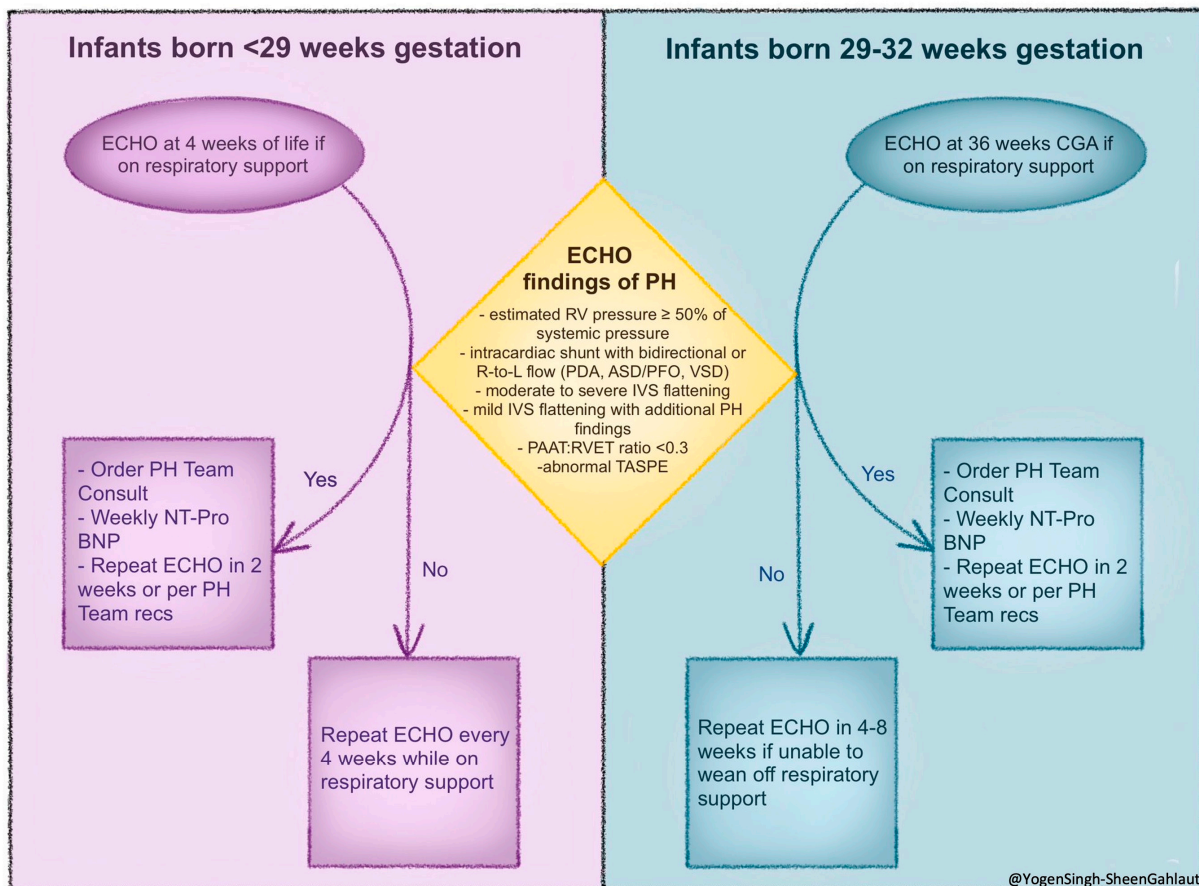 Infants born <29 weeks gestation
ECHO at 4 weeks of life if
on respiratory support
Yes
- Order PH Team
Consult
- Weekly NT-Pro
BNP
- Repeat ECHO in 2
weeks or per PH
Team recs
No
Repeat ECHO every
4 weeks while on
respiratory support
ECHO
findings of PH
- estimated RV pressure ≥ 50% of
systemic pressure
- intracardiac shunt with bidirectional or
R-to-L flow (PDA, ASD/PFO, VSD)
- moderate to severe IVS flattening
- mild IVS flattening with additional PH
findings
- PAAT:RVET ratio <0.3
-abnormal TASPE
Infants born 29-32 weeks gestation
ECHO at 36 weeks CGA if
on respiratory support
Yes
- Order PH Team
Consult
- Weekly NT-Pro
BNP
- Repeat ECHO in 2
weeks or per PH
Team recs
No
Repeat ECHO in 4-8
weeks if unable to
wean off respiratory
support
@YogenSingh-SheenGahlaut